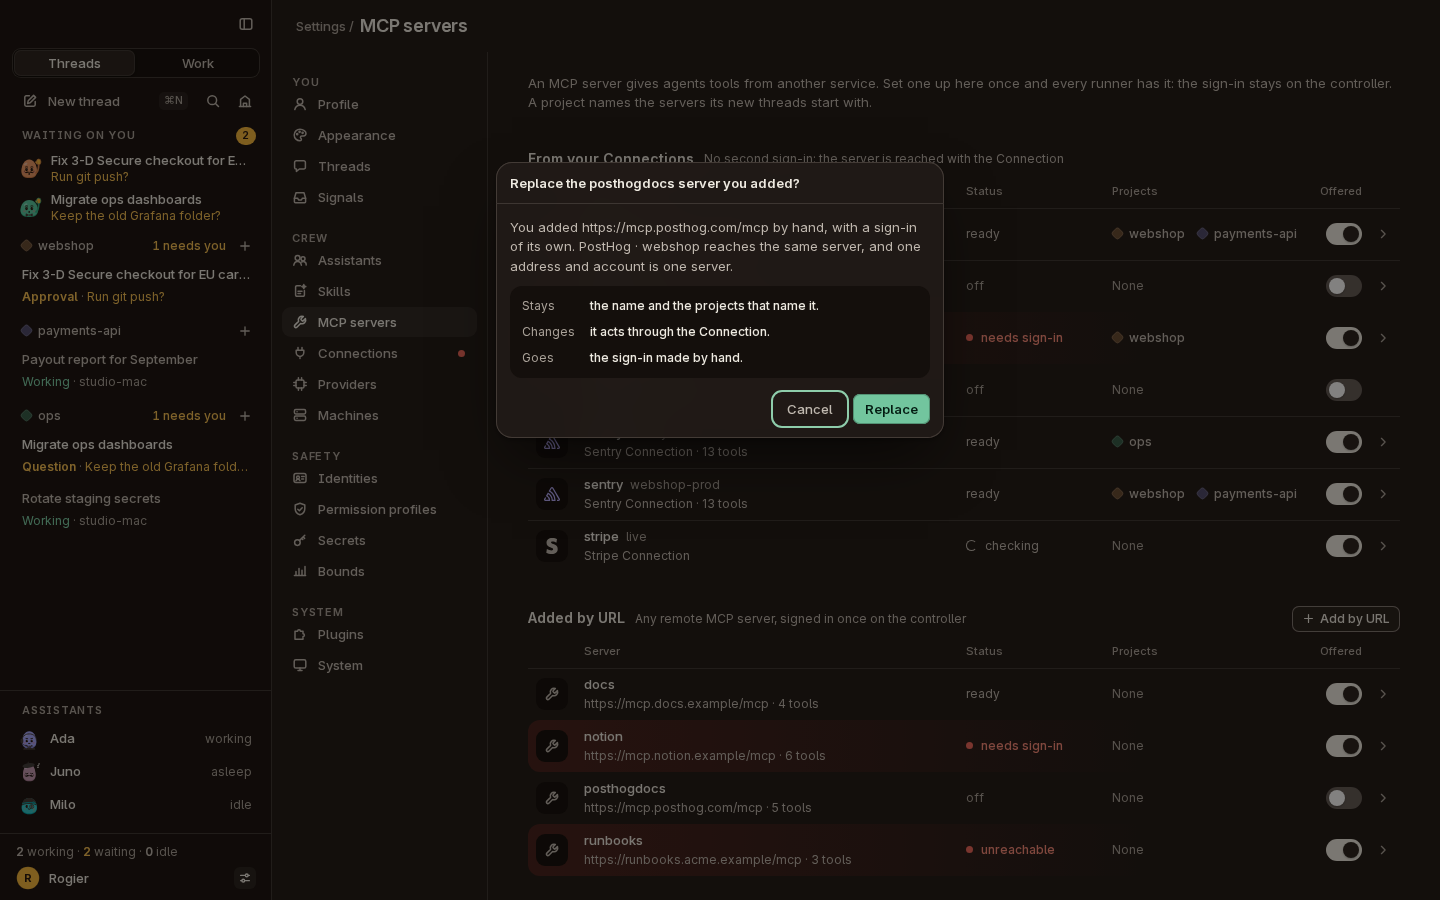 Settings / MCP servers
Threads
Work
New thread
⌘N
WAITING ON YOU
2
Fix 3-D Secure checkout for E...
Run git push?
Migrate ops dashboards
Keep the old Grafana folder?
webshop
1 needs you
Fix 3-D Secure checkout for EU car...
Approval · Run git push?
payments-api
Payout report for September
Working · studio-mac
ops
1 needs you
Migrate ops dashboards
Question · Keep the old Grafana fold...
Rotate staging secrets
Working · studio-mac
ASSISTANTS
Ada
working
Juno
asleep
Milo
idle
2 working · 2 waiting · 0 idle
R
Rogier
YOU
Profile
Appearance
Threads
Signals
CREW
Assistants
Skills
MCP servers
Connections
Providers
Machines
SAFETY
Identities
Permission profiles
Secrets
Bounds
SYSTEM
Plugins
System
An MCP server gives agents tools from another service. Set one up here once and every runner has it: the sign-in stays on the controller.
A project names the servers its new threads start with.
From your Connections
No second sign-in: the server is reached with the Connection
Status
Projects
Offered
ready
webshop
payments-api
off
None
needs sign-in
webshop
off
None
Replace the posthogdocs server you added?
You added https://mcp.posthog.com/mcp by hand, with a sign-in
of its own. PostHog · webshop reaches the same server, and one
address and account is one server.
Stays
the name and the projects that name it.
Changes
it acts through the Connection.
Goes
the sign-in made by hand.
Cancel
Replace
Sentry Connection · 13 tools
ready
ops
sentry webshop-prod
Sentry Connection · 13 tools
ready
webshop
payments-api
stripe live
Stripe Connection
checking
None
Added by URL
Any remote MCP server, signed in once on the controller
Add by URL
Server
Status
Projects
Offered
docs
https://mcp.docs.example/mcp · 4 tools
ready
None
notion
https://mcp.notion.example/mcp · 6 tools
needs sign-in
None
posthogdocs
https://mcp.posthog.com/mcp · 5 tools
off
None
runbooks
https://runbooks.acme.example/mcp · 3 tools
unreachable
None